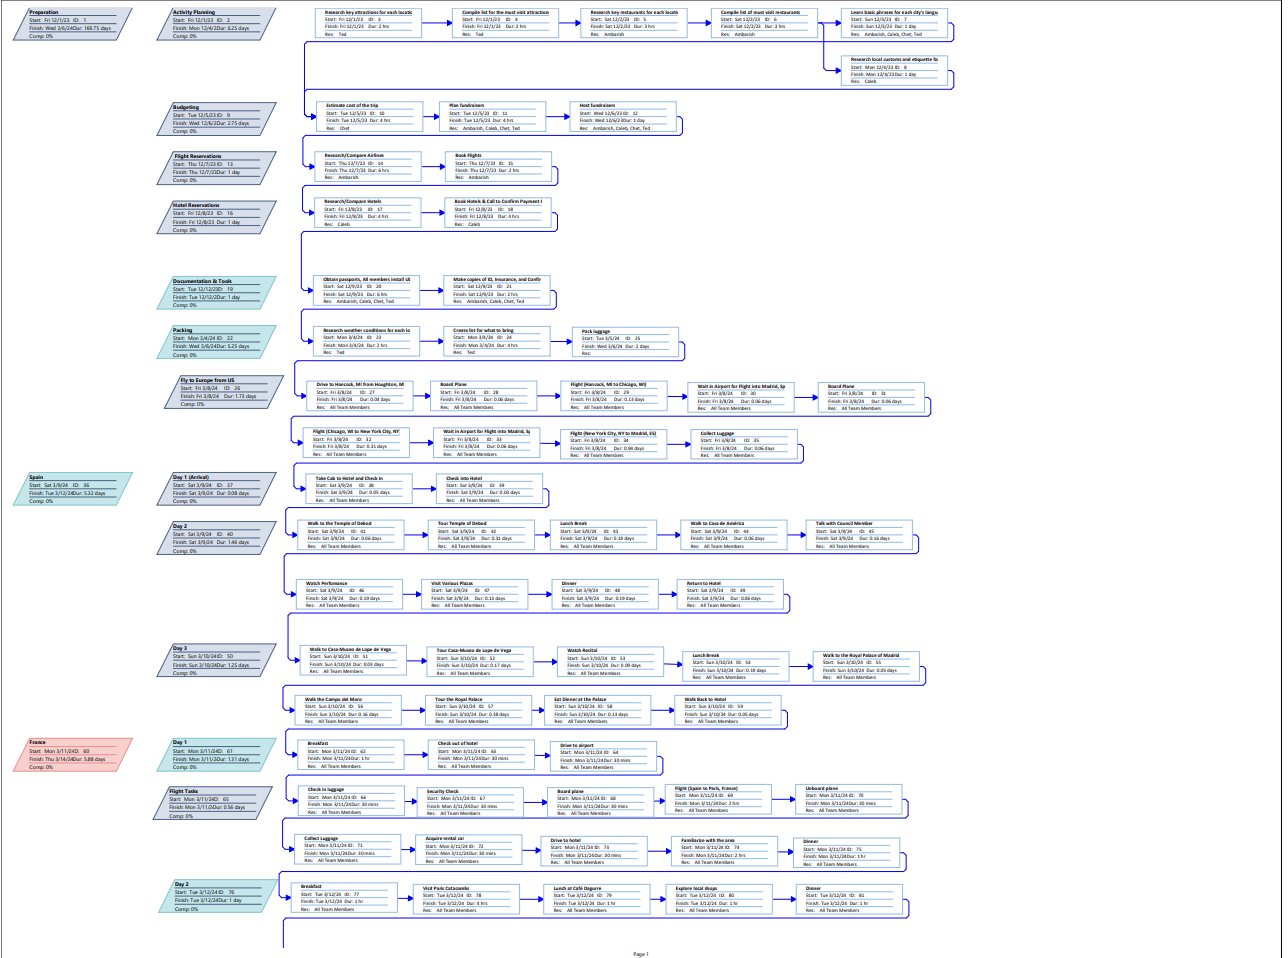 Preparation
Start: Fri 12/1/23 ID: 1
Finish: Wed 3/6/24Dur: 169.75 days
Comp: 0%
Activity Planning
Start: Fri 12/1/23 ID: 2
Finish: Mon 12/4/2Dur: 6.25 days
Comp: 0%
Research key attractions for each locatic
Start: Fri 12/1/23 ID: 3
Finish: Fri 12/1/23 Dur: 2 hrs
Res: Ted
Compile list for the must visit attraction
Start: Fri 12/1/23 ID: 4
Finish: Fri 12/1/23 Dur: 2 hrs
Res: Ted
Research key restaurants for each locati
Start: Sat 12/2/23 ID: 5
Finish: Sat 12/2/23 Dur: 3 hrs
Res: Ambarish
Compile list of must visit restaurants
Start: Sat 12/2/23 ID: 6
Finish: Sat 12/2/23 Dur: 3 hrs
Res: Ambarish
Learn basic phrases for each city's langu
Start: Sun 12/3/23 ID: 7
Finish: Sun 12/3/23 Dur: 1 day
Res: Ambarish, Caleb, Chet, Ted
Research local customs and etiquette fo
Start: Mon 12/4/23 ID: 8
Finish: Mon 12/4/23Dur: 1 day
Res: Caleb
Budgeting
Start: Tue 12/5/23 ID: 9
Finish: Wed 12/6/2Dur: 2.75 days
Comp: 0%
Estimate cost of the trip
Start: Tue 12/5/23 ID: 10
Finish: Tue 12/5/23 Dur: 4 hrs
Res: Chet
Plan fundraisers
Start: Tue 12/5/23 ID: 11
Finish: Tue 12/5/23 Dur: 4 hrs
Res: Ambarish, Caleb, Chet, Ted
Host fundraisers
Start: Wed 12/6/23 ID: 12
Finish: Wed 12/6/23Dur: 1 day
Res: Ambarish, Caleb, Chet, Ted
Flight Reservations
Start: Thu 12/7/23 ID: 13
Finish: Thu 12/7/23Dur: 1 day
Comp: 0%
Research/Compare Airlines
Start: Thu 12/7/23 ID: 14
Finish: Thu 12/7/23 Dur: 6 hrs
Res: Ambarish
Book Flights
Start: Thu 12/7/23 ID: 15
Finish: Thu 12/7/23 Dur: 2 hrs
Res: Ambarish
Hotel Reservations
Start: Fri 12/8/23 ID: 16
Finish: Fri 12/8/23 Dur: 1 day
Comp: 0%
Research/Compare Hotels
Start: Fri 12/8/23 ID: 17
Finish: Fri 12/8/23 Dur: 4 hrs
Res: Caleb
Book Hotels & Call to Confirm Payment
Start: Fri 12/8/23 ID: 18
Finish: Fri 12/8/23 Dur: 4 hrs
Res: Caleb
Documentation & Tools
Start: Tue 12/12/2ID: 19
Finish: Tue 12/12/2Dur: 1 day
Comp: 0%
Obtain passports, All members install
Start: Sat 12/9/23 ID: 20
Finish: Sat 12/9/23 Dur: 6 hrs
Res: Ambarish, Caleb, Chet, Ted
Make copies of ID, Insurance, and Confir
Start: Sat 12/9/23 ID: 21
Finish: Sat 12/9/23 Dur: 2 hrs
Res: Ambarish, Caleb, Chet, Ted
Packing
Start: Mon 3/4/24 ID: 22
Finish: Wed 3/6/24 Dur: 5.25 days
Comp: 0%
Research weather conditions for each lo
Start: Mon 3/4/24 ID: 23
Finish: Mon 3/4/24 Dur: 2 hrs
Res: Ted
Create list for what to bring
Start: Mon 3/4/24 ID: 24
Finish: Mon 3/4/24 Dur: 4 hrs
Res: Ted
Pack luggage
Start: Tue 3/5/24 ID: 25
Finish: Wed 3/6/24 Dur: 2 days
Res:
Fly to Europe from US
Start: Fri 3/8/24 ID: 26
Finish: Fri 3/8/24 Dur: 1.73 days
Comp: 0%
Drive to Hancock, MI from Houghton, MI
Start: Fri 3/8/24 ID: 27
Finish: Fri 3/8/24 Dur: 0.04 days
Res: All Team Members
Board Plane
Start: Fri 3/8/24 ID: 28
Finish: Fri 3/8/24 Dur: 0.06 days
Res: All Team Members
Flight (Hancock, MI to Chicago, WI)
Start: Fri 3/8/24 ID: 29
Finish: Fri 3/8/24 Dur: 0.13 days
Res: All Team Members
Wait in Airport for Flight into Madrid, Sp
Start: Fri 3/8/24 ID: 30
Finish: Fri 3/8/24 Dur: 0.06 days
Res: All Team Members
Board Plane
Start: Fri 3/8/24 ID: 31
Finish: Fri 3/8/24 Dur: 0.06 days
Res: All Team Members
Flight (Chicago, WI to New York City, NY
Start: Fri 3/8/24 ID: 32
Finish: Fri 3/8/24 Dur: 0.31 days
Res: All Team Members
Wait in Airport for Flight into Madrid, Sp
Start: Fri 3/8/24 ID: 33
Finish: Fri 3/8/24 Dur: 0.06 days
Res: All Team Members
Flight (New York City, NY to Madrid, ES)
Start: Fri 3/8/24 ID: 34
Finish: Fri 3/8/24 Dur: 0.94 days
Res: All Team Members
Collect Luggage
Start: Fri 3/8/24 ID: 35
Finish: Fri 3/8/24 Dur: 0.06 days
Res: All Team Members
Spain
Start: Sat 3/9/24 ID: 36
Finish: Tue 3/12/24Dur: 5.32 days
Comp: 0%
Day 1 (Arrival)
Start: Sat 3/9/24 ID: 37
Finish: Sat 3/9/24 Dur: 0.08 days
Comp: 0%
Take Cab to Hotel and Check In
Start: Sat 3/9/24 ID: 38
Finish: Sat 3/9/24 Dur: 0.05 days
Res: All Team Members
Check into Hotel
Start: Sat 3/9/24 ID: 39
Finish: Sat 3/9/24 Dur: 0.03 days
Res: All Team Members
Day 2
Start: Sat 3/9/24 ID: 40
Finish: Sat 3/9/24 Dur: 1.46 days
Comp: 0%
Walk to the Temple of Debod
Start: Sat 3/9/24 ID: 41
Finish: Sat 3/9/24 Dur: 0.06 days
Res: All Team Members
Tour Temple of Debod
Start: Sat 3/9/24 ID: 42
Finish: Sat 3/9/24 Dur: 0.31 days
Res: All Team Members
Lunch Break
Start: Sat 3/9/24 ID: 43
Finish: Sat 3/9/24 Dur: 0.19 days
Res: All Team Members
Walk to Casa de América
Start: Sat 3/9/24 ID: 44
Finish: Sat 3/9/24 Dur: 0.06 days
Res: All Team Members
Talk with Council Member
Start: Sat 3/9/24 ID: 45
Finish: Sat 3/9/24 Dur: 0.16 days
Res: All Team Members
Watch Perfomance
Start: Sat 3/9/24 ID: 46
Finish: Sat 3/9/24 Dur: 0.19 days
Res: All Team Members
Visit Various Plazas
Start: Sat 3/9/24 ID: 47
Finish: Sat 3/9/24 Dur: 0.13 days
Res: All Team Members
Dinner
Start: Sat 3/9/24 ID: 48
Finish: Sat 3/9/24 Dur: 0.19 days
Res: All Team Members
Return to Hotel
Start: Sat 3/9/24 ID: 49
Finish: Sat 3/9/24 Dur: 0.06 days
Res: All Team Members
Day 3
Start: Sun 3/10/24ID: 50
Finish: Sun 3/10/24Dur: 1.25 days
Comp: 0%
Walk to Casa-Museo de Lope de Vega
Start: Sun 3/10/24 ID: 51
Finish: Sun 3/10/24 Dur: 0.03 days
Res: All Team Members
Tour Casa-Museo de Lope de Vega
Start: Sun 3/10/24 ID: 52
Finish: Sun 3/10/24 Dur: 0.17 days
Res: All Team Members
Watch Recital
Start: Sun 3/10/24 ID: 53
Finish: Sun 3/10/24 Dur: 0.09 days
Res: All Team Members
Lunch Break
Start: Sun 3/10/24 ID: 54
Finish: Sun 3/10/24 Dur: 0.19 days
Res: All Team Members
Walk to the Royal Palace of Madrid
Start: Sun 3/10/24 ID: 55
Finish: Sun 3/10/24 Dur: 0.05 days
Res: All Team Members
Walk the Campo del Moro
Start: Sun 3/10/24 ID: 56
Finish: Sun 3/10/24 Dur: 0.16 days
Res: All Team Members
Tour the Royal Palace
Start: Sun 3/10/24 ID: 57
Finish: Sun 3/10/24 Dur: 0.38 days
Res: All Team Members
Eat Dinner at the Palace
Start: Sun 3/10/24 ID: 58
Finish: Sun 3/10/24 Dur: 0.13 days
Res: All Team Members
Walk Back to Hotel
Start: Sun 3/10/24 ID: 59
Finish: Sun 3/10/24 Dur: 0.05 days
Res: All Team Members
France
Start: Mon 3/11/24ID: 60
Finish: Thu 3/14/24Dur: 5.88 days
Comp: 0%
Day 1
Start: Mon 3/11/24ID: 61
Finish: Mon 3/11/2Dur: 1.31 days
Comp: 0%
Breakfast
Start: Mon 3/11/24 ID: 62
Finish: Mon 3/11/24Dur: 1 hr
Res: All Team Members
Check out of hotel
Start: Mon 3/11/24 ID: 63
Finish: Mon 3/11/24Dur: 30 mins
Res: All Team Members
Drive to airport
Start: Mon 3/11/24 ID: 64
Finish: Mon 3/11/24Dur: 30 mins
Res: All Team Members
Flight Tasks
Start: Mon 3/11/24ID: 65
Finish: Mon 3/11/2Dur: 0.56 days
Comp: 0%
Check in luggage
Start: Mon 3/11/24 ID: 66
Finish: Mon 3/11/24Dur: 30 mins
Res: All Team Members
Security Check
Start: Mon 3/11/24 ID: 67
Finish: Mon 3/11/24Dur: 30 mins
Res: All Team Members
Board plane
Start: Mon 3/11/24 ID: 68
Finish: Mon 3/11/24Dur: 30 mins
Res: All Team Members
Flight (Spain to Paris, France)
Start: Mon 3/11/24 ID: 69
Finish: Mon 3/11/24Dur: 2 hrs
Res: All Team Members
Unboard plane
Start: Mon 3/11/24 ID: 70
Finish: Mon 3/11/24Dur: 30 mins
Res: All Team Members
Collect Luggage
Start: Mon 3/11/24 ID: 71
Finish: Mon 3/11/24Dur: 30 mins
Res: All Team Members
Acquire rental car
Start: Mon 3/11/24 ID: 72
Finish: Mon 3/11/24Dur: 30 mins
Res: All Team Members
Drive to hotel
Start: Mon 3/11/24 ID: 73
Finish: Mon 3/11/24Dur: 30 mins
Res: All Team Members
Familiarize with the area
Start: Mon 3/11/24 ID: 74
Finish: Mon 3/11/24Dur: 2 hrs
Res: All Team Members
Dinner
Start: Mon 3/11/24 ID: 75
Finish: Mon 3/11/24Dur: 1 hr
Res: All Team Members
Day 2
Start: Tue 3/12/24 ID: 76
Finish: Tue 3/12/24Dur: 1 day
Comp: 0%
Breakfast
Start: Tue 3/12/24 ID: 77
Finish: Tue 3/12/24 Dur: 1 hr
Res: All Team Members
Visit Paris Catacombs
Start: Tue 3/12/24 ID: 78
Finish: Tue 3/12/24 Dur: 4 hrs
Res: All Team Members
Lunch at Café Dagurre
Start: Tue 3/12/24 ID: 79
Finish: Tue 3/12/24 Dur: 1 hr
Res: All Team Members
Explore local shops
Start: Tue 3/12/24 ID: 80
Finish: Tue 3/12/24 Dur: 1 hr
Res: All Team Members
Dinner
Start: Tue 3/12/24 ID: 81
Finish: Tue 3/12/24 Dur: 1 hr
Res: All Team Members
Page 1